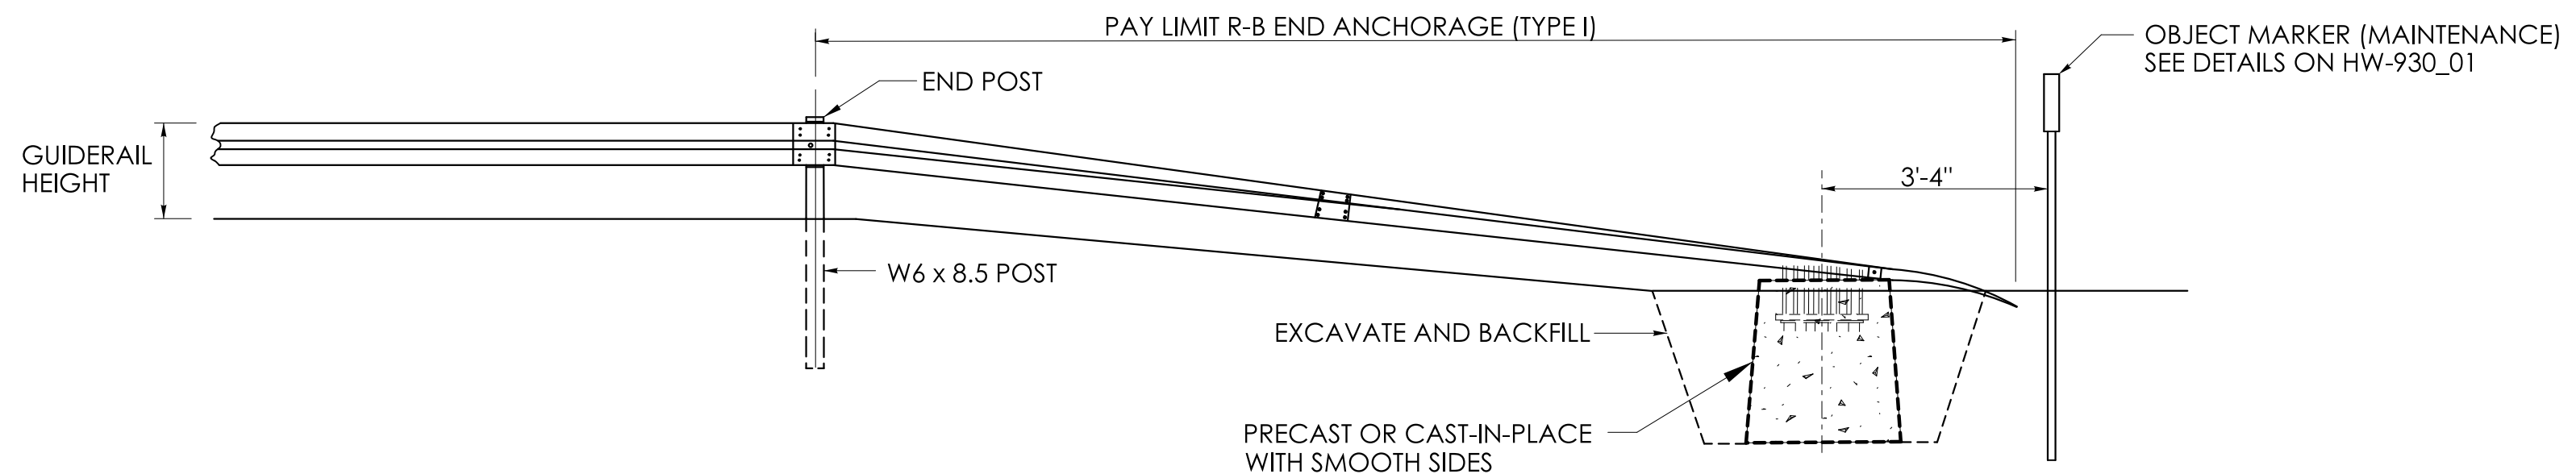 PAY LIMIT R-B END ANCHORAGE (TYPE I)
OBJECT MARKER (MAINTENANCE)
SEE DETAILS ON HW-930_01
END POST
GUIDERAIL
HEIGHT
3'-4"
W6 x 8.5 POST
EXCAVATE AND BACKFILL
PRECAST OR CAST-IN-PLACE
WITH SMOOTH SIDES